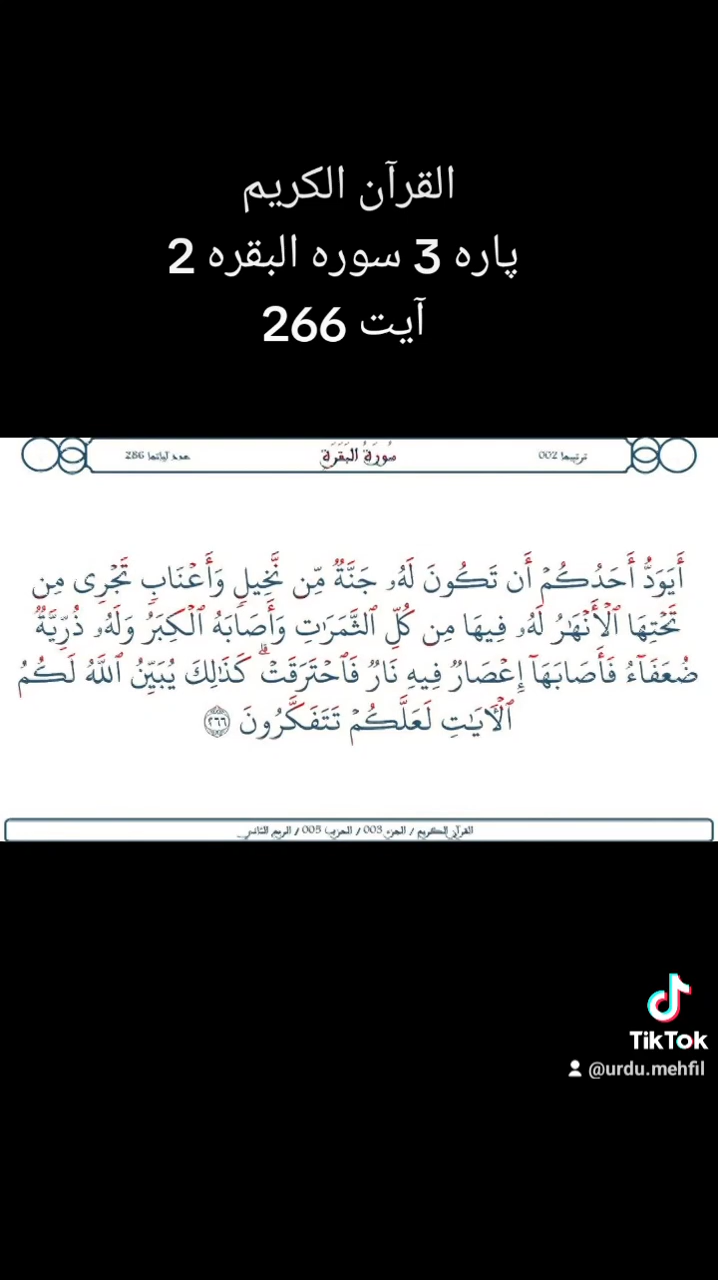 القرآن الكريم
پاره 3 سوره البقره 2
آيت 266
ترتيبها 002
سُورَةُ البَقَرَةِ
عدد آياتها 286
أَيَوَدُّ أَحَدُكُمْ أَن تَكُونَ لَهُۥ جَنَّةٌ مِّن نَّخِيلٍ وَأَعْنَابٍ تَجْرِى مِن
تَحْتِهَا ٱلْأَنْهَـٰرُ لَهُۥ فِيهَا مِن كُلِّ ٱلثَّمَرَٰتِ وَأَصَابَهُ ٱلْكِبَرُ وَلَهُۥ ذُرِّيَّةٌ
ضُعَفَآءُ فَأَصَابَهَآ إِعْصَارٌ فِيهِ نَارٌ فَٱحْتَرَقَتْ ۗ كَذَٰلِكَ يُبَيِّنُ ٱللَّهُ لَكُمُ
ٱلْـَٔايَـٰتِ لَعَلَّكُمْ تَتَفَكَّرُونَ ٢٦٦
القرآن الكريم / الجزء 003 / الحزب 005 / الربع الثاني
TikTok
@urdu.mehfil